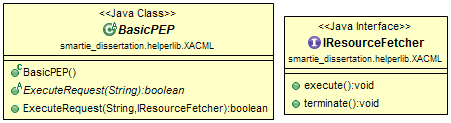 <<Java Class>>
BasicPEP
smartie_dissertation.helperlib.XACML
BasicPEP()
ExecuteRequest(String):boolean
ExecuteRequest(String,IResourceFetcher):boolean
<<Java Interface>>
IResourceFetcher
smartie_dissertation.helperlib.XACML
execute():void
terminate():void